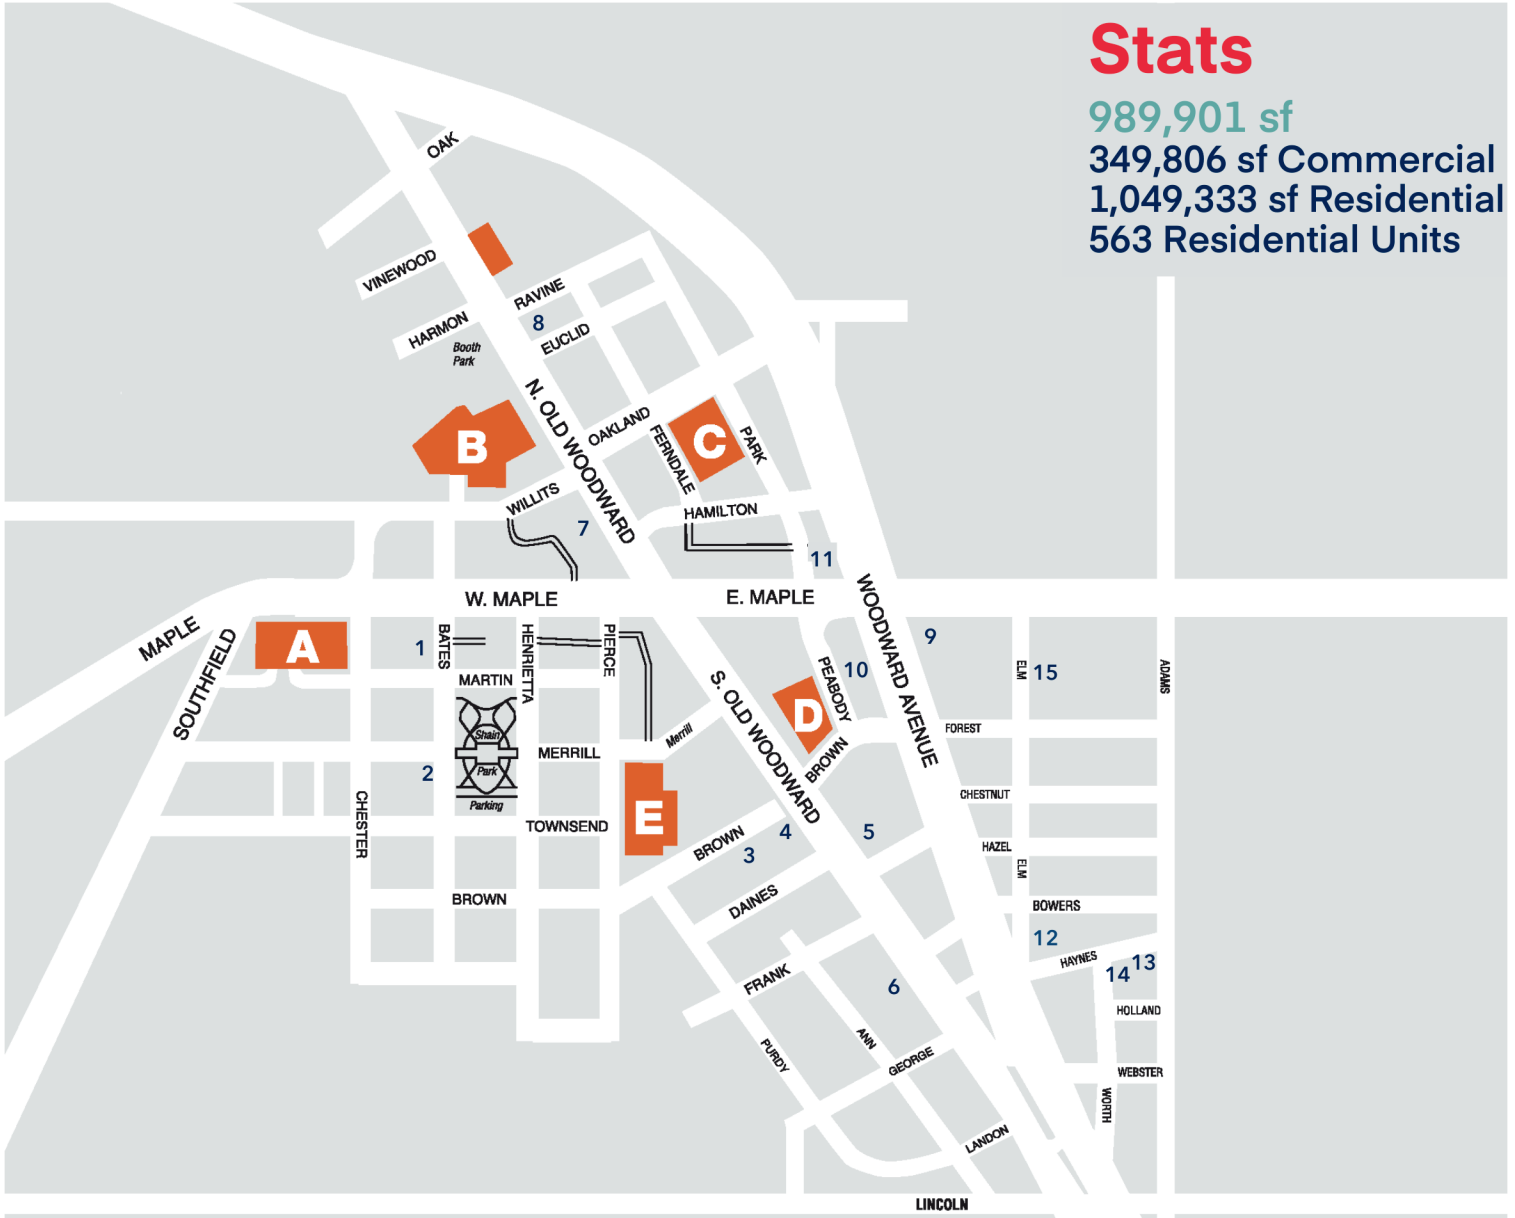 Stats
989,901 sf
349,806 sf Commercial
1,049,333 sf Residential
563 Residential Units
OAK
VINEWOOD
RAVINE
HARMON
8
EUCLID
Booth
Park
N. OLD WOODWARD
B
OAKLAND
C
FERNDALE
PARK
WILLITS
HAMILTON
7
11
W. MAPLE
E. MAPLE
WOODWARD AVENUE
MAPLE
SOUTHFIELD
A
1
BATES
HENRIETTA
PIERCE
9
10
PEABODY
ELM
15
ADAMS
MARTIN
S. OLD WOODWARD
D
Shain
Park
Parking
MERRILL
Merrill
FOREST
BROWN
2
CHESTER
CHESTNUT
TOWNSEND
E
BROWN
3
4
5
HAZEL
ELM
BROWN
DAINES
BOWERS
12
HAYNES
14
13
FRANK
6
HOLLAND
PURDY
ANN
GEORGE
WEBSTER
WORTH
LANDON
LINCOLN